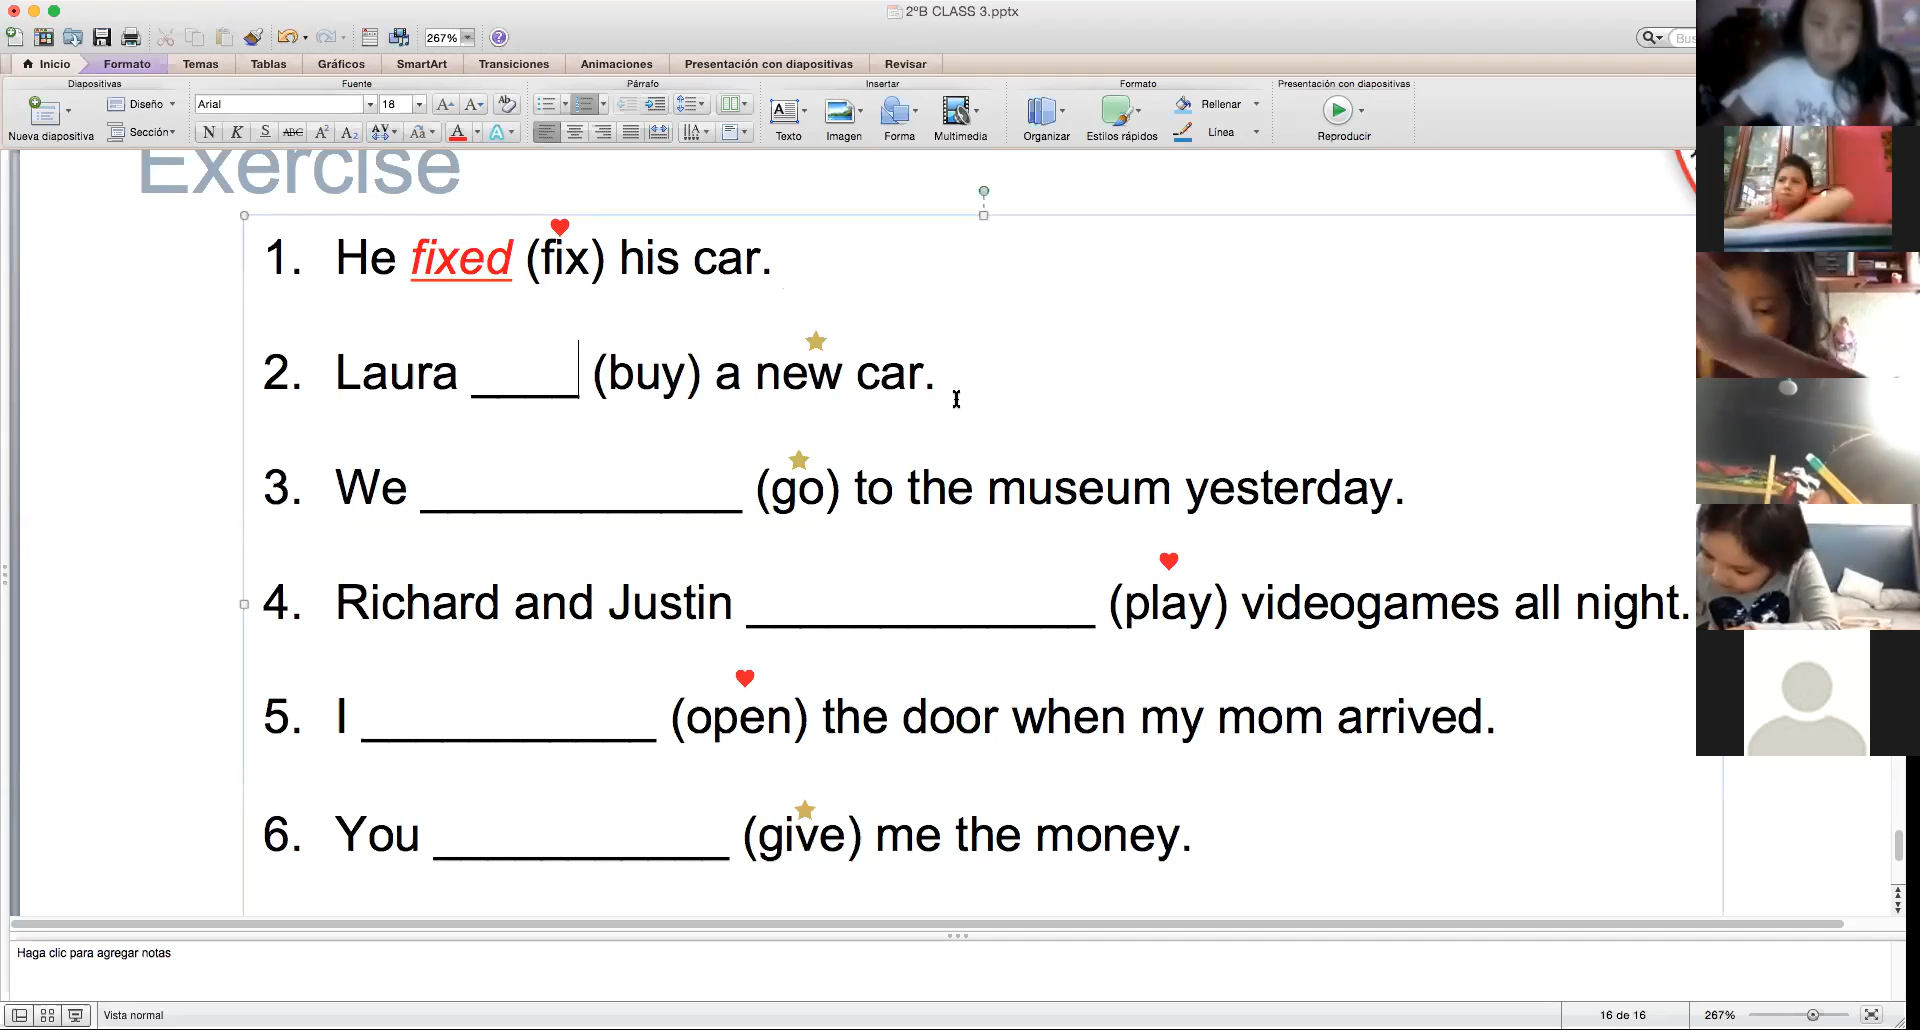 2ºB CLASS 3.pptx
267%
Inicio Formato Temas Tablas Gráficos SmartArt Transiciones Animaciones Presentación con diapositivas Revisar
Diapositivas Fuente Párrafo Insertar Formato Presentación con diapositivas
Diseño Arial 18 Rellenar
Nueva diapositiva Sección Texto Imagen Forma Multimedia Organizar Estilos rápidos Línea Reproducir
Exercise
1. He fixed (fix) his car.
2. Laura ____ (buy) a new car.
3. We ____________ (go) to the museum yesterday.
4. Richard and Justin _____________ (play) videogames all night.
5. I ___________ (open) the door when my mom arrived.
6. You ___________ (give) me the money.
Haga clic para agregar notas
Vista normal 16 de 16 267%